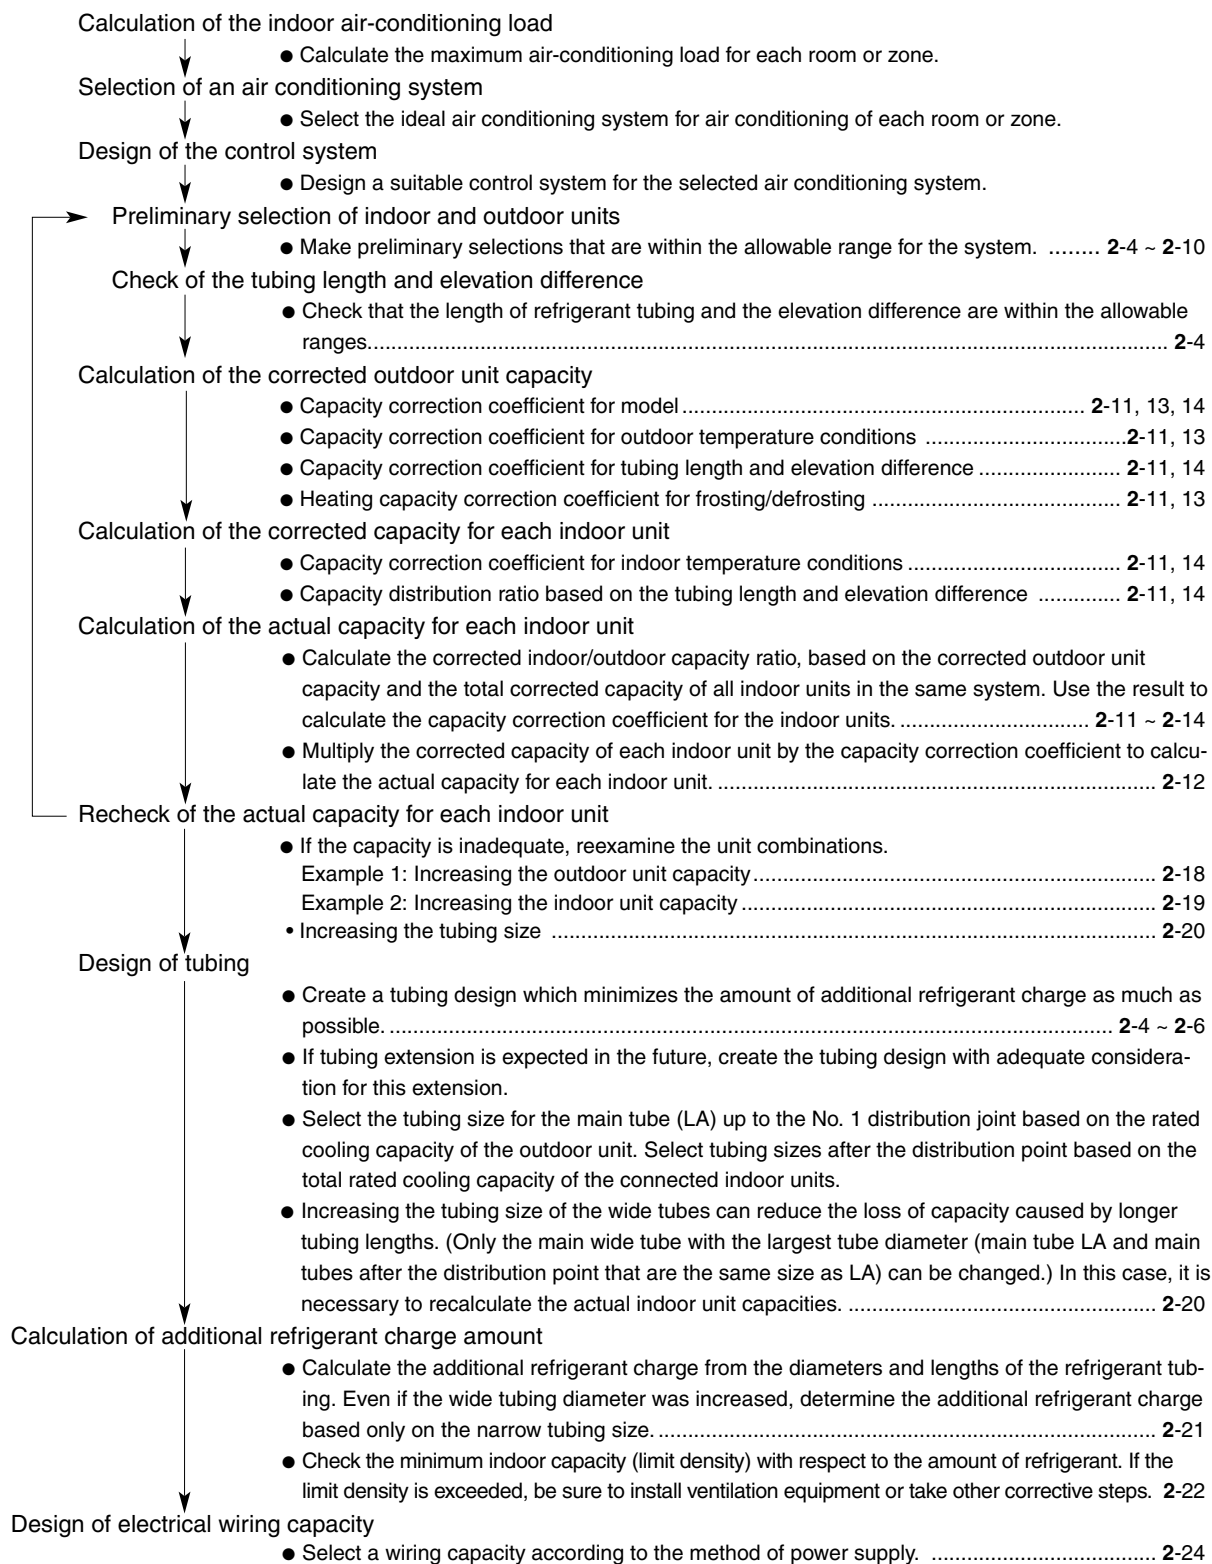 Calculation of the indoor air-conditioning load
● Calculate the maximum air-conditioning load for each room or zone.
Selection of an air conditioning system
● Select the ideal air conditioning system for air conditioning of each room or zone.
Design of the control system
● Design a suitable control system for the selected air conditioning system.
Preliminary selection of indoor and outdoor units
● Make preliminary selections that are within the allowable range for the system. ........ 2-4 ~ 2-10
Check of the tubing length and elevation difference
● Check that the length of refrigerant tubing and the elevation difference are within the allowable
ranges........................................................................................................................................ 2-4
Calculation of the corrected outdoor unit capacity
● Capacity correction coefficient for model.................................................................... 2-11, 13, 14
● Capacity correction coefficient for outdoor temperature conditions ..................................2-11, 13
● Capacity correction coefficient for tubing length and elevation difference ........................ 2-11, 14
● Heating capacity correction coefficient for frosting/defrosting .......................................... 2-11, 13
Calculation of the corrected capacity for each indoor unit
● Capacity correction coefficient for indoor temperature conditions .................................... 2-11, 14
● Capacity distribution ratio based on the tubing length and elevation difference .............. 2-11, 14
Calculation of the actual capacity for each indoor unit
● Calculate the corrected indoor/outdoor capacity ratio, based on the corrected outdoor unit
capacity and the total corrected capacity of all indoor units in the same system. Use the result to
calculate the capacity correction coefficient for the indoor units. ................................ 2-11 ~ 2-14
● Multiply the corrected capacity of each indoor unit by the capacity correction coefficient to calcu-
late the actual capacity for each indoor unit. .......................................................................... 2-12
Recheck of the actual capacity for each indoor unit
● If the capacity is inadequate, reexamine the unit combinations.
Example 1: Increasing the outdoor unit capacity.................................................................... 2-18
Example 2: Increasing the indoor unit capacity...................................................................... 2-19
• Increasing the tubing size ...................................................................................................... 2-20
Design of tubing
● Create a tubing design which minimizes the amount of additional refrigerant charge as much as
possible. .......................................................................................................................... 2-4 ~ 2-6
● If tubing extension is expected in the future, create the tubing design with adequate considera-
tion for this extension.
● Select the tubing size for the main tube (LA) up to the No. 1 distribution joint based on the rated
cooling capacity of the outdoor unit. Select tubing sizes after the distribution point based on the
total rated cooling capacity of the connected indoor units.
● Increasing the tubing size of the wide tubes can reduce the loss of capacity caused by longer
tubing lengths. (Only the main wide tube with the largest tube diameter (main tube LA and main
tubes after the distribution point that are the same size as LA) can be changed.) In this case, it is
necessary to recalculate the actual indoor unit capacities. .................................................... 2-20
Calculation of additional refrigerant charge amount
● Calculate the additional refrigerant charge from the diameters and lengths of the refrigerant tub-
ing. Even if the wide tubing diameter was increased, determine the additional refrigerant charge
based only on the narrow tubing size. .................................................................................... 2-21
● Check the minimum indoor capacity (limit density) with respect to the amount of refrigerant. If the
limit density is exceeded, be sure to install ventilation equipment or take other corrective steps. 2-22
Design of electrical wiring capacity
● Select a wiring capacity according to the method of power supply. ...................................... 2-24